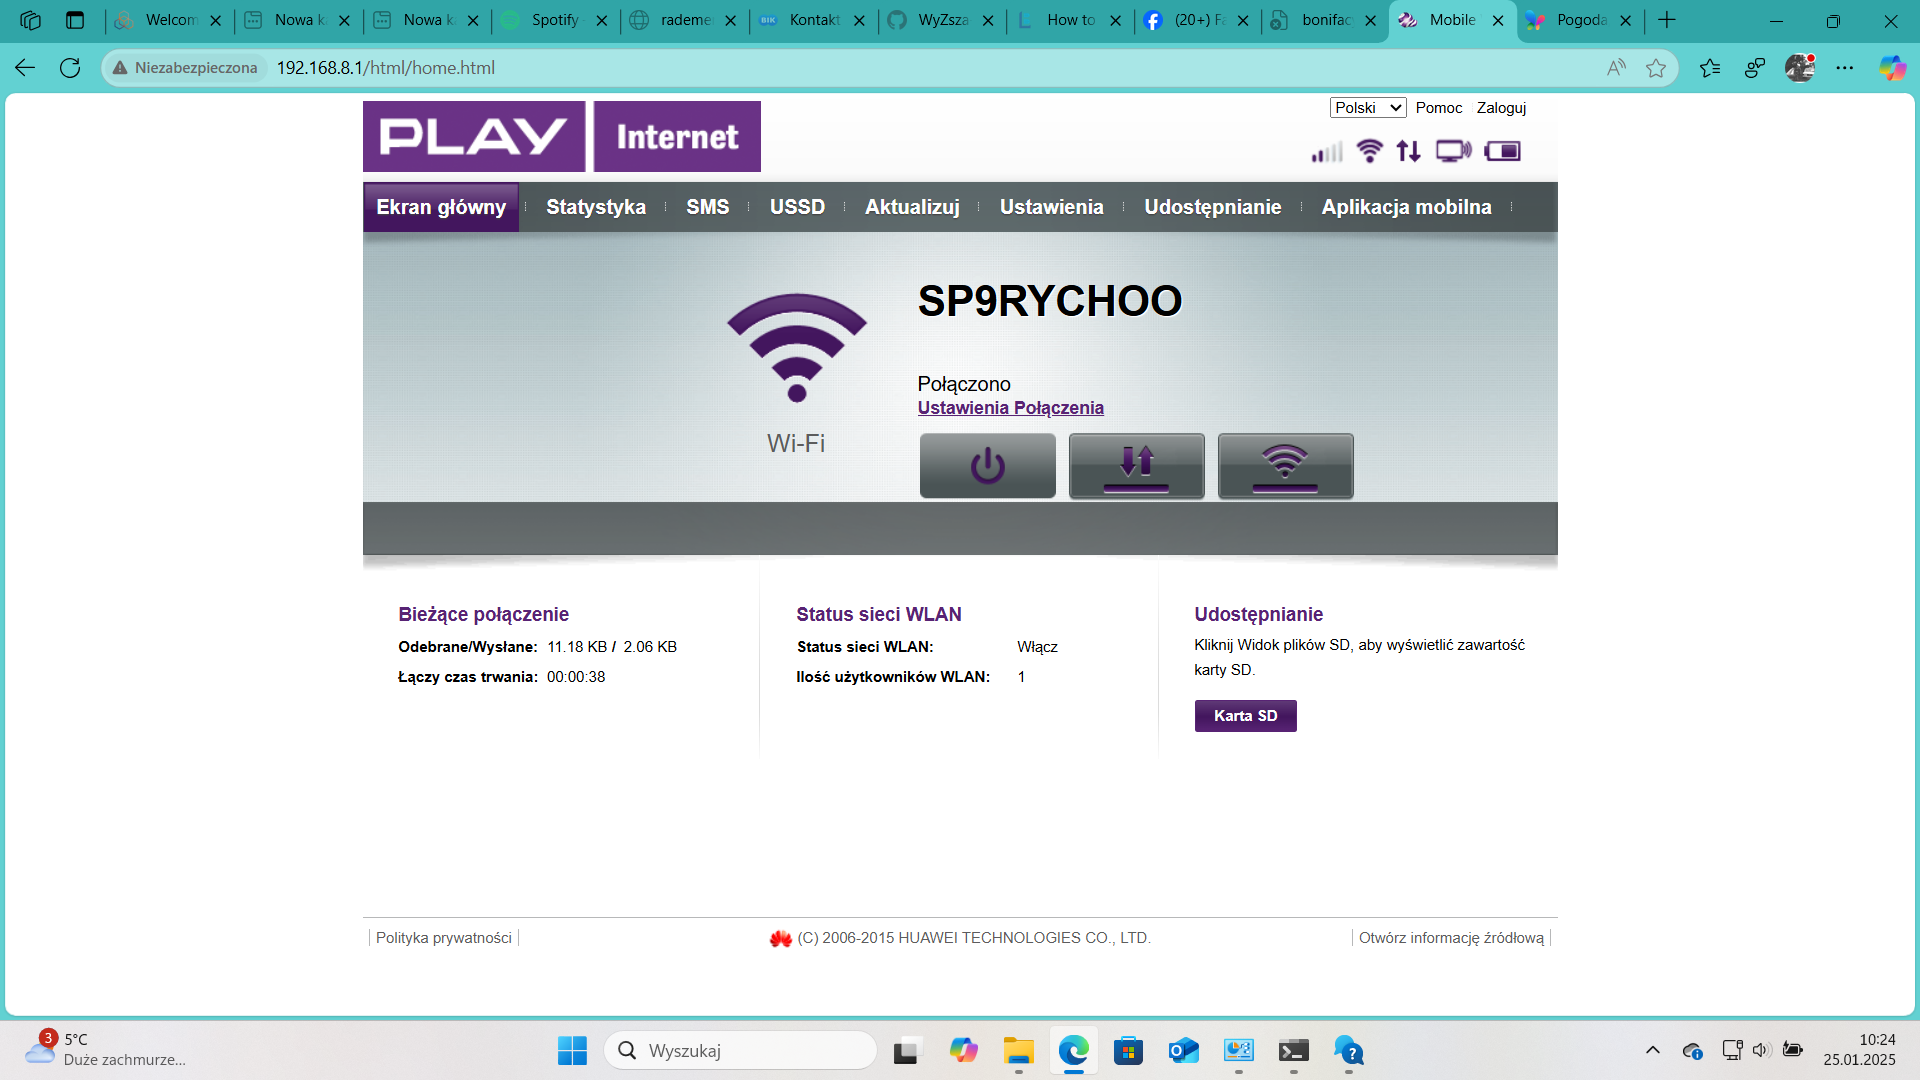 Welcom
Nowa k
Nowa k
Spotify
rademe
BIK Kontakt
WyZsza
How to
(20+) Fa
bonifac
Mobile
Pogoda
Niezabezpieczona 192.168.8.1/html/home.html
Polski Pomoc Zaloguj
PLAY Internet
Ekran główny Statystyka SMS USSD Aktualizuj Ustawienia Udostępnianie Aplikacja mobilna
SP9RYCHOO
Połączono
Ustawienia Połączenia
Wi-Fi
Bieżące połączenie
Odebrane/Wysłane: 11.18 KB / 2.06 KB
Łączy czas trwania: 00:00:38
Status sieci WLAN
Status sieci WLAN: Włącz
Ilość użytkowników WLAN: 1
Udostępnianie
Kliknij Widok plików SD, aby wyświetlić zawartość
karty SD.
Karta SD
Polityka prywatności
(C) 2006-2015 HUAWEI TECHNOLOGIES CO., LTD.
Otwórz informację źródłową
3
5°C
Duże zachmurze...
Wyszukaj
10:24
25.01.2025